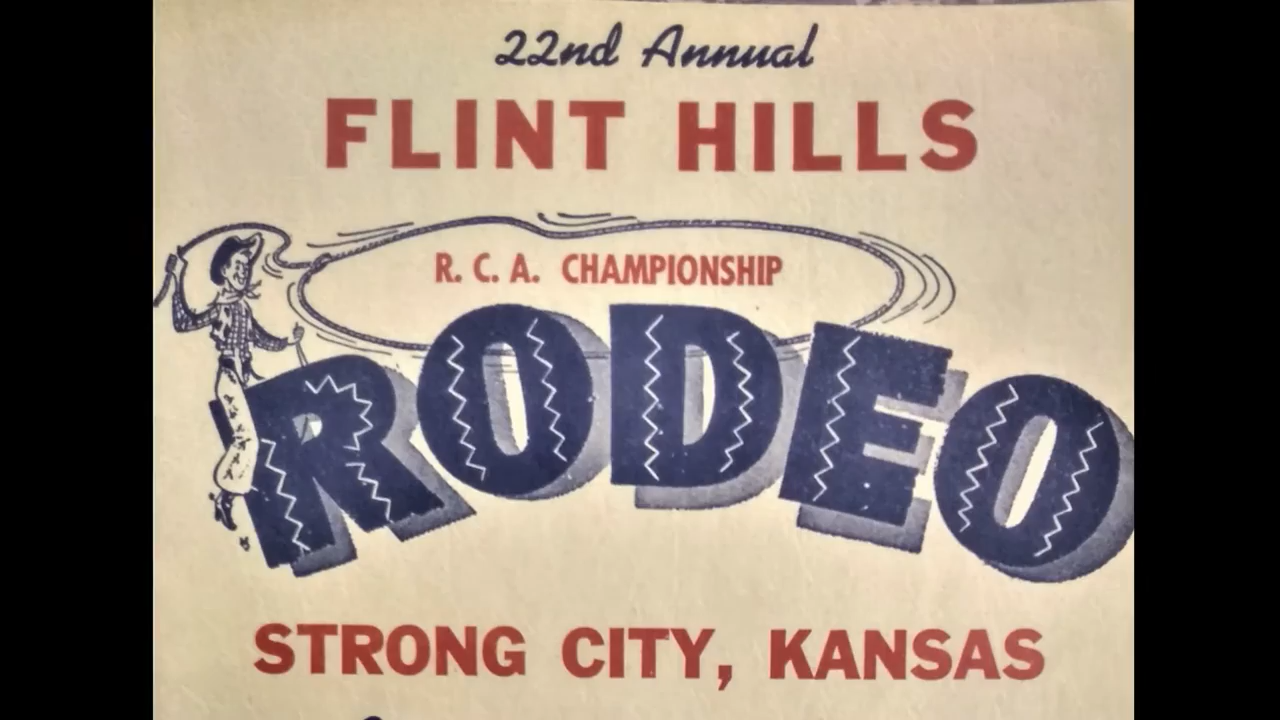 22nd Annual
FLINT HILLS
R. C. A. CHAMPIONSHIP
RODEO
STRONG CITY, KANSAS